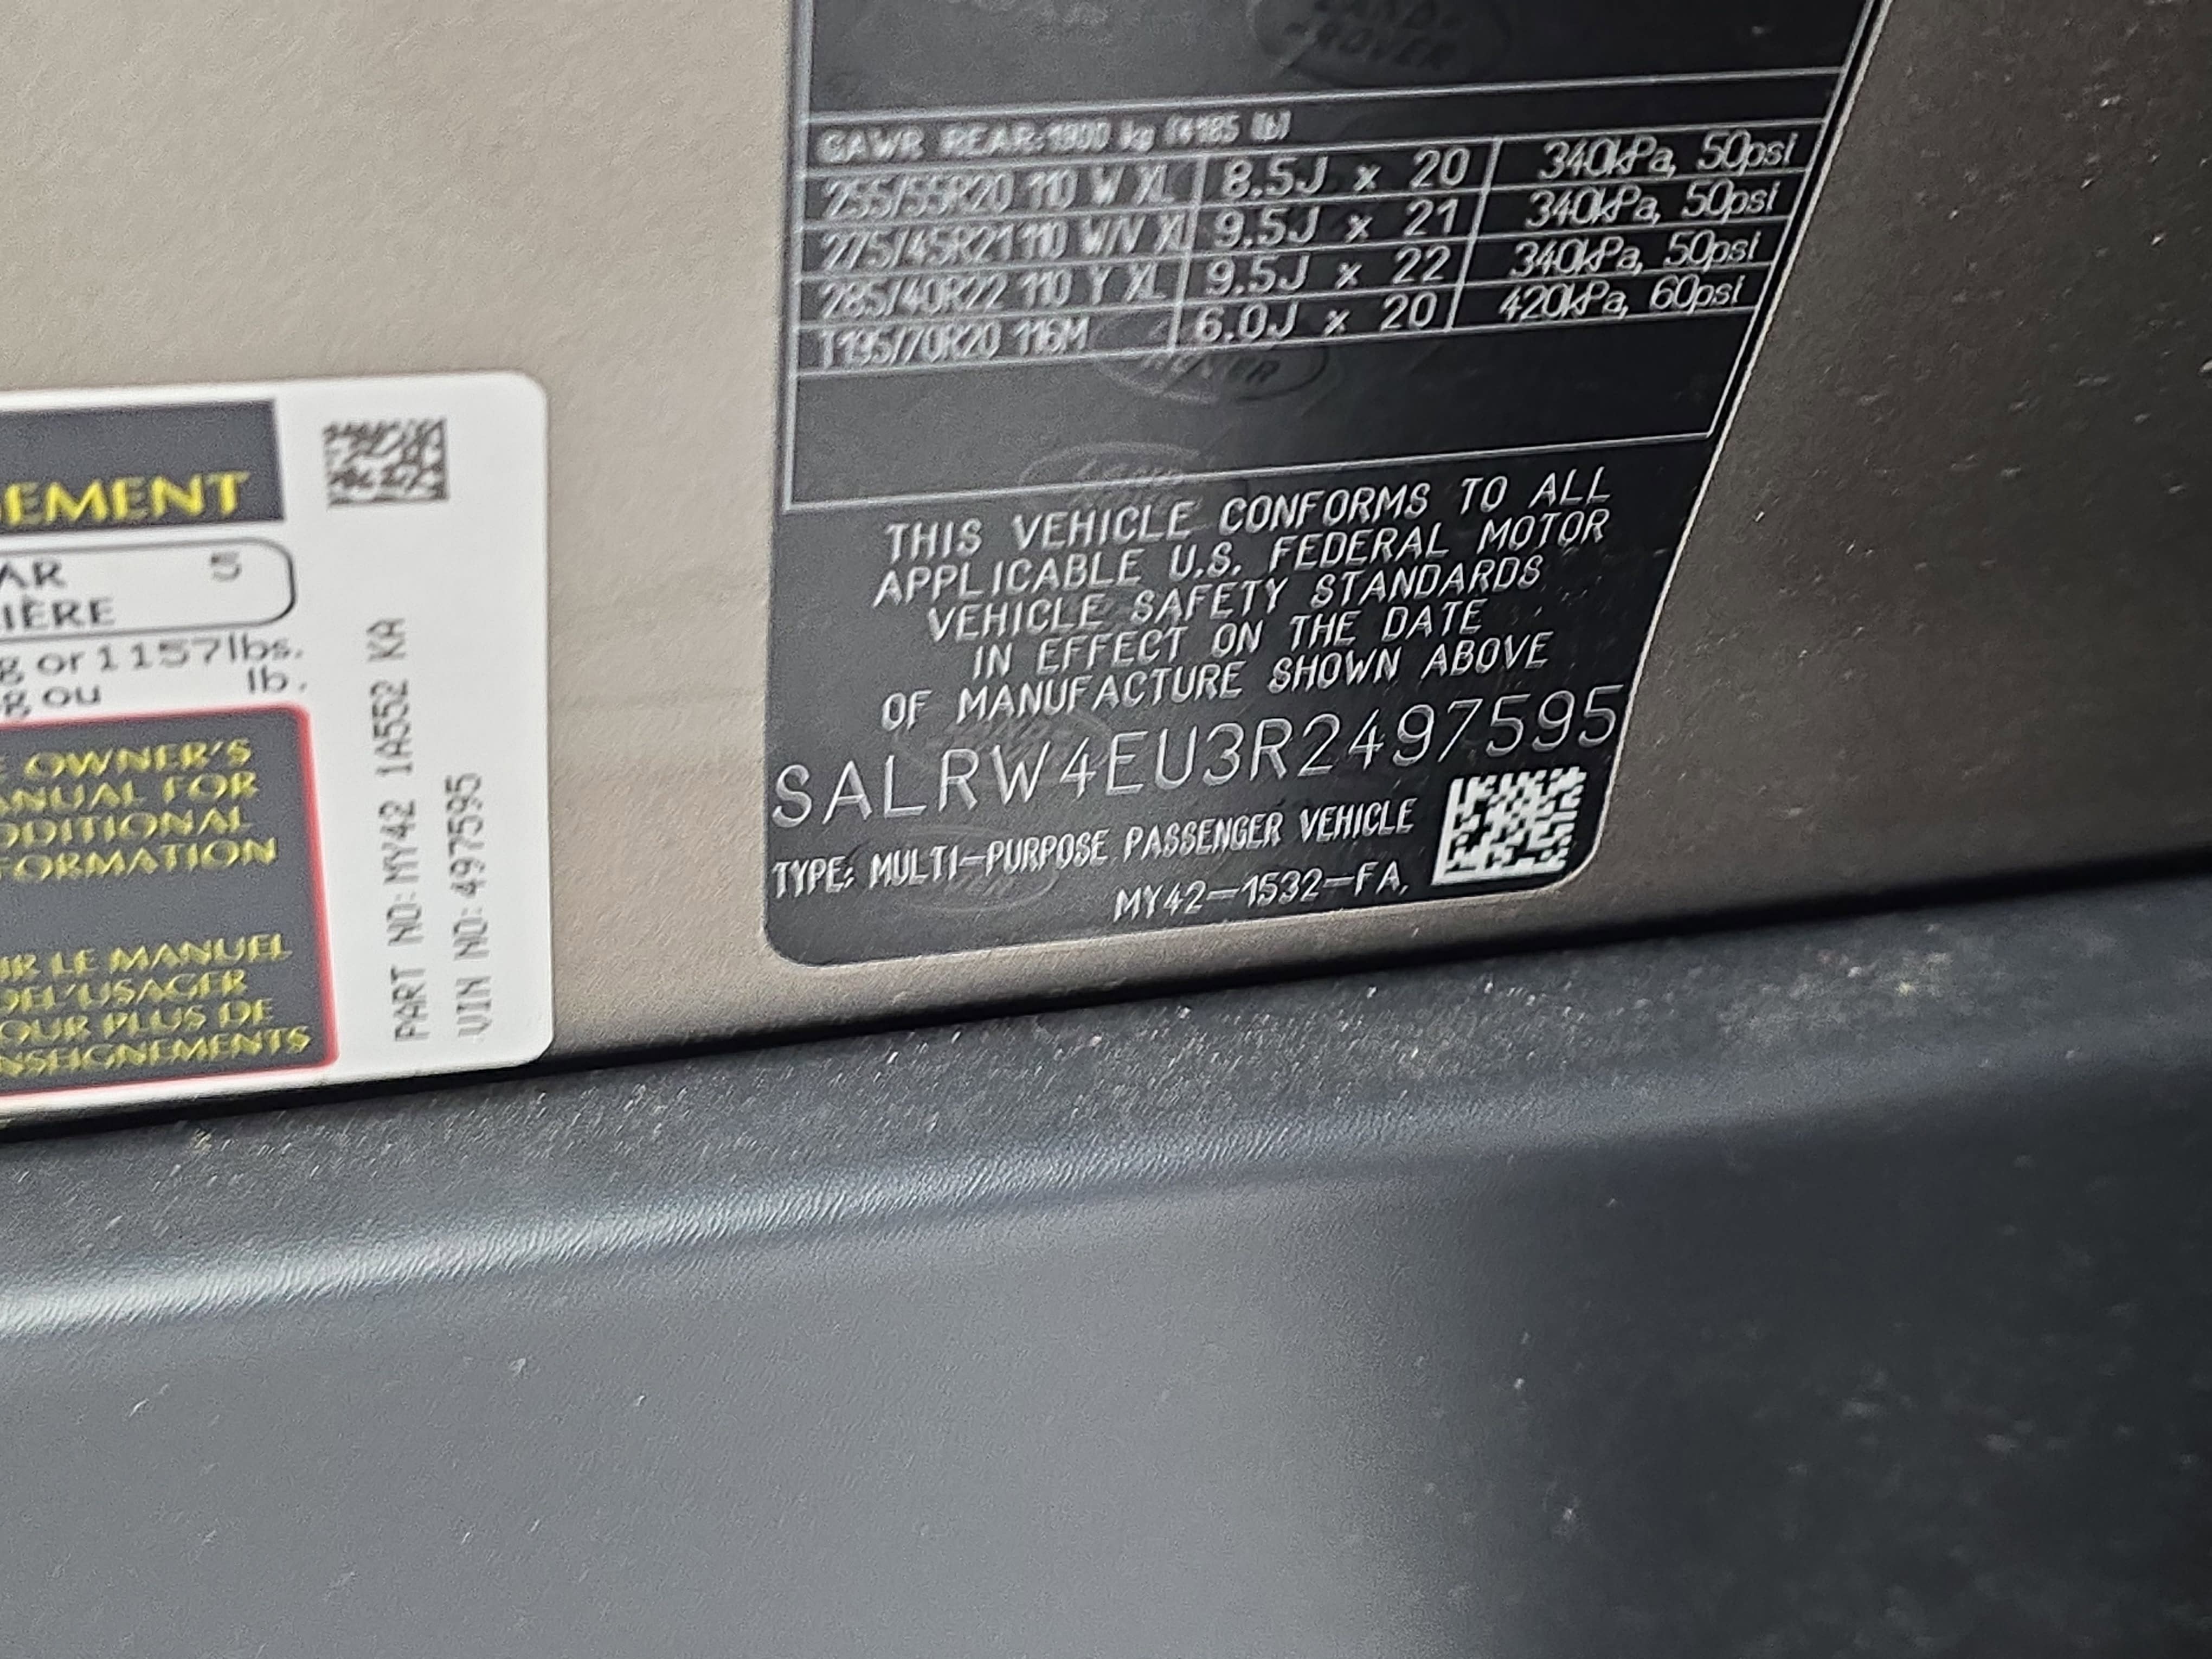 EMENT
AR 5
IÈRE
g or 1157lbs.
g ou lb.
OWNER'S
NUAL FOR
DDITIONAL
FORMATION
IR LE MANUEL
DE L'USAGER
OUR PLUS DE
NSEIGNEMENTS
PART NO: MY42 1A552 KA
VIN NO: 497595
LAND
ROVER
GAWR REAR:1900 kg (4185 lb)
255/55R20 110 W XL 8.5J x 20 340kPa, 50psi
275/45R21 110 W/V XL 9.5J x 21 340kPa, 50psi
285/40R22 110 Y XL 9.5J x 22 340kPa, 50psi
T195/70R20 116M 6.0J x 20 420kPa, 60psi
THIS VEHICLE CONFORMS TO ALL
APPLICABLE U.S. FEDERAL MOTOR
VEHICLE SAFETY STANDARDS
IN EFFECT ON THE DATE
OF MANUFACTURE SHOWN ABOVE
SALRW4EU3R2497595
TYPE: MULTI-PURPOSE PASSENGER VEHICLE
MY42-1532-FA,